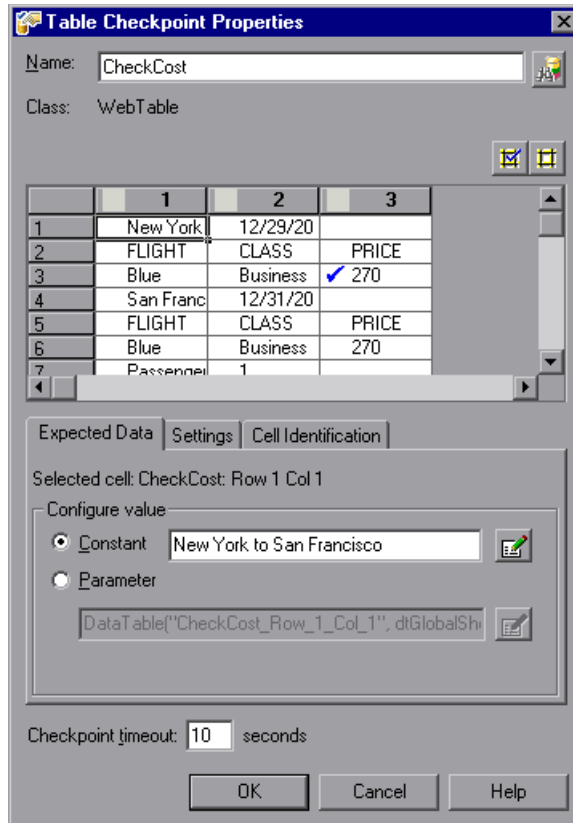 Table Checkpoint Properties
Name: CheckCost
Class: WebTable
1 2 3
1 New York 12/29/20
2 FLIGHT CLASS PRICE
3 Blue Business 270
4 San Franc 12/31/20
5 FLIGHT CLASS PRICE
6 Blue Business 270
7 Passenger 1
Expected Data Settings Cell Identification
Selected cell: CheckCost: Row 1 Col 1
Configure value
Constant New York to San Francisco
Parameter
DataTable("CheckCost_Row_1_Col_1", dtGlobalShe
Checkpoint timeout: 10 seconds
OK Cancel Help